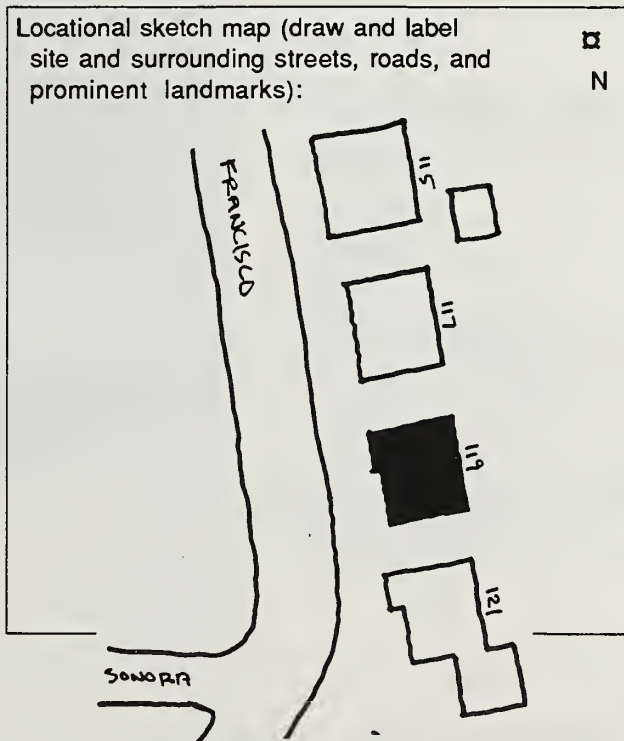 Locational sketch map (draw and label
site and surrounding streets, roads, and
prominent landmarks):
¤
N
FRANCISCO
115
117
119
121
SONORA